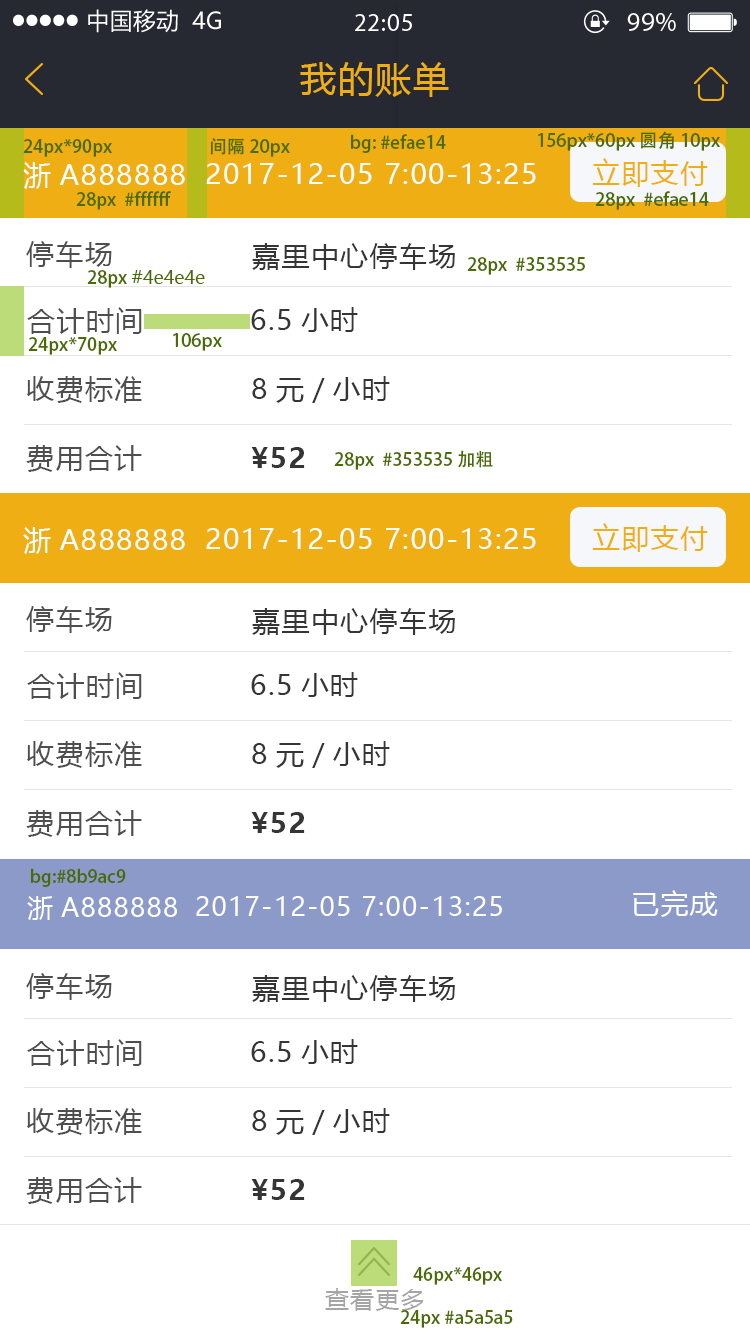 中国移动 4G 22:05 99%
我的账单
24px*90px 间隔 20px bg: #efae14 156px*60px 圆角 10px
浙 A888888 2017-12-05 7:00-13:25 立即支付
28px #ffffff 28px #efae14
停车场 嘉里中心停车场 28px #353535
28px #4e4e4e
合计时间 6.5 小时
24px*70px 106px
收费标准 8 元 / 小时
费用合计 ¥52 28px #353535 加粗
浙 A888888 2017-12-05 7:00-13:25 立即支付
停车场 嘉里中心停车场
合计时间 6.5 小时
收费标准 8 元 / 小时
费用合计 ¥52
bg:#8b9ac9
浙 A888888 2017-12-05 7:00-13:25 已完成
停车场 嘉里中心停车场
合计时间 6.5 小时
收费标准 8 元 / 小时
费用合计 ¥52
46px*46px
查看更多
24px #a5a5a5